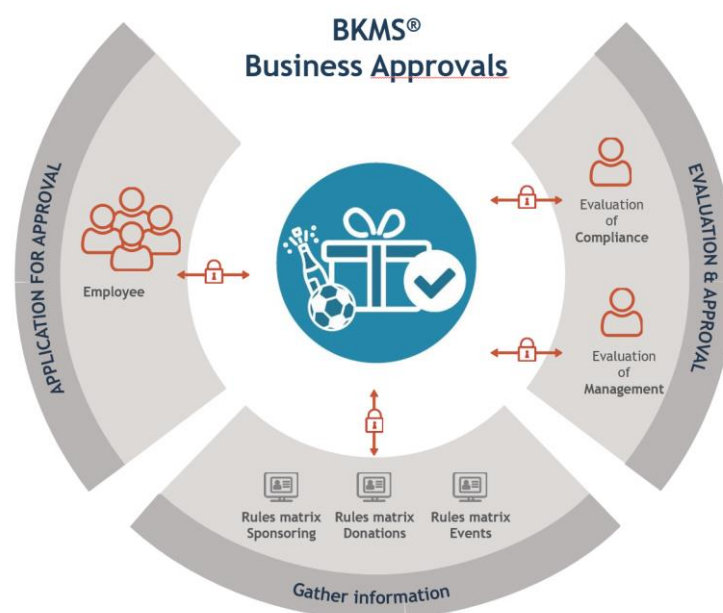 BKMS®
Business Approvals
APPLICATION FOR APPROVAL
Employee
EVALUATION & APPROVAL
Evaluation
of
Compliance
Evaluation
of
Management
Rules matrix
Sponsoring
Rules matrix
Donations
Rules matrix
Events
Gather information